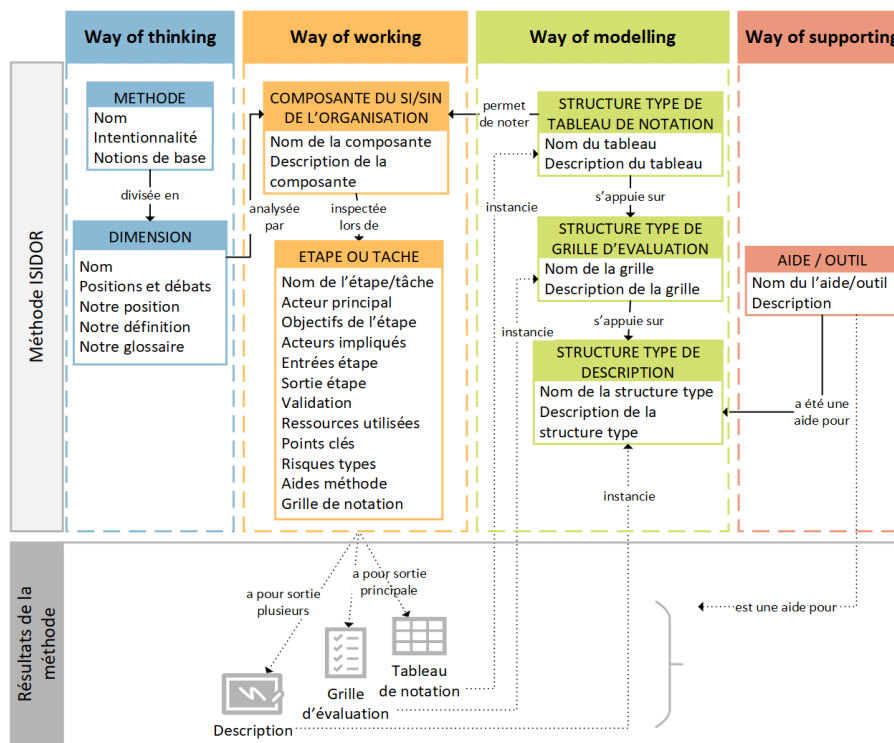 Way of thinking
Way of working
Way of modelling
Way of supporting
Méthode ISIDOR
METHODE
Nom
Intentionnalité
Notions de base
divisée en
DIMENSION
Nom
Positions et débats
Notre position
Notre définition
Notre glossaire
analysée
par
COMPOSANTE DU SI/SIN
DE L'ORGANISATION
Nom de la composante
Description de la
composante
inspectée
lors de
ETAPE OU TACHE
Nom de l'étape/tâche
Acteur principal
Objectifs de l'étape
Acteurs impliqués
Entrées étape
Sortie étape
Validation
Ressources utilisées
Points clés
Risques types
Aides méthode
Grille de notation
permet
de noter
STRUCTURE TYPE DE
TABLEAU DE NOTATION
Nom du tableau
Description du tableau
instancie
s'appuie sur
STRUCTURE TYPE DE
GRILLE D'EVALUATION
Nom de la grille
Description de la grille
instancie
s'appuie sur
STRUCTURE TYPE DE
DESCRIPTION
Nom de la structure type
Description de la
structure type
instancie
AIDE / OUTIL
Nom du l'aide/outil
Description
a été une
aide pour
Résultats de la
méthode
a pour sortie
plusieurs
a pour sortie
principale
Description
Grille
d'évaluation
Tableau
de notation
est une aide pour